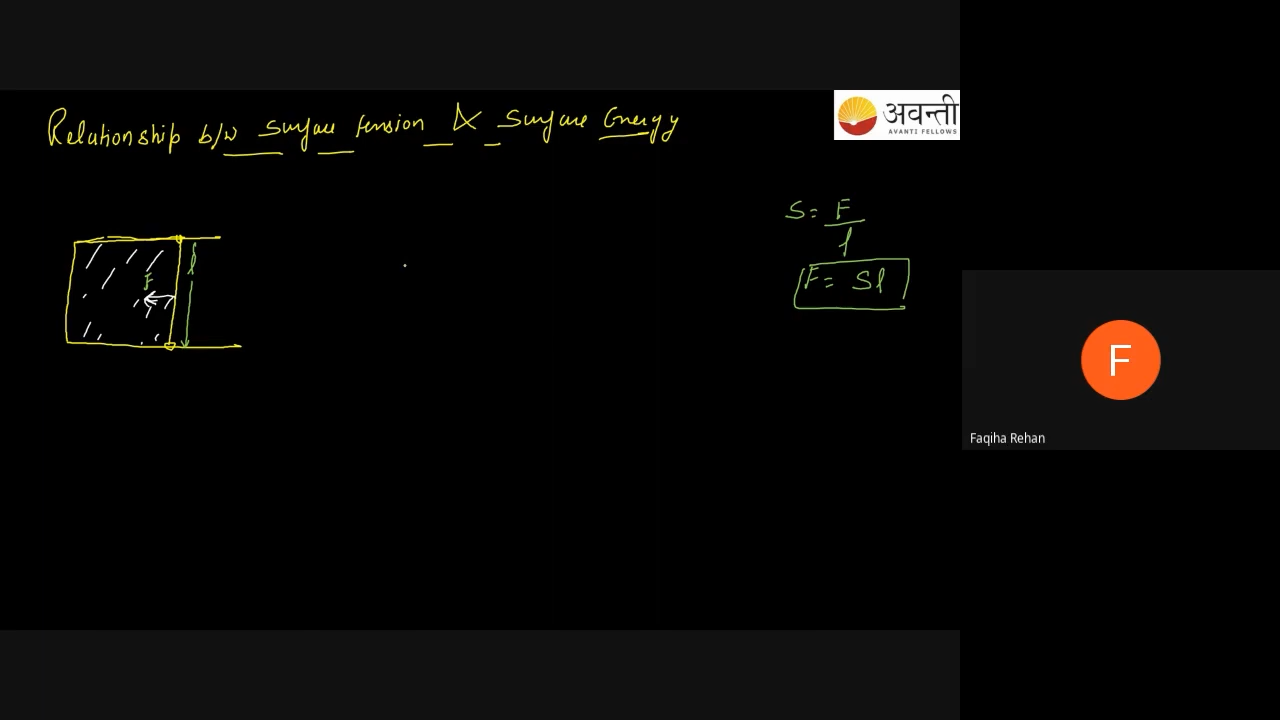 Relationship b/w Surface tension & Surface Energy
अवन्ती
AVANTI FELLOWS
S = F
l
F = Sl
F
l
F
Faqiha Rehan